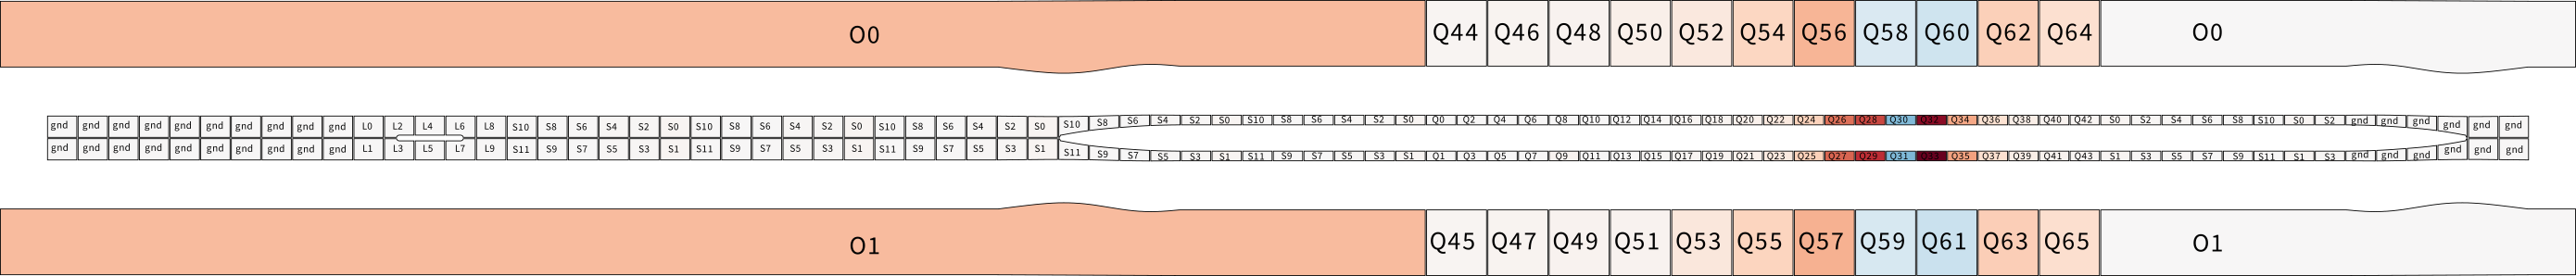 O0 Q44 Q46 Q48 Q50 Q52 Q54 Q56 Q58 Q60 Q62 Q64 O0
gnd gnd gnd gnd gnd gnd gnd gnd gnd gnd L0 L2 L4 L6 L8 S10 S8 S6 S4 S2 S0 S10 S8 S6 S4 S2 S0 S10 S8 S6 S4 S2 S0 S10 S8 S6 S4 S2 S0 S10 S8 S6 S4 S2 S0 Q0 Q2 Q4 Q6 Q8 Q10 Q12 Q14 Q16 Q18 Q20 Q22 Q24 Q26 Q28 Q30 Q32 Q34 Q36 Q38 Q40 Q42 S0 S2 S4 S6 S8 S10 S0 S2 gnd gnd gnd gnd gnd gnd
gnd gnd gnd gnd gnd gnd gnd gnd gnd gnd L1 L3 L5 L7 L9 S11 S9 S7 S5 S3 S1 S11 S9 S7 S5 S3 S1 S11 S9 S7 S5 S3 S1 S11 S9 S7 S5 S3 S1 S11 S9 S7 S5 S3 S1 Q1 Q3 Q5 Q7 Q9 Q11 Q13 Q15 Q17 Q19 Q21 Q23 Q25 Q27 Q29 Q31 Q33 Q35 Q37 Q39 Q41 Q43 S1 S3 S5 S7 S9 S11 S1 S3 gnd gnd gnd gnd gnd gnd
O1 Q45 Q47 Q49 Q51 Q53 Q55 Q57 Q59 Q61 Q63 Q65 O1